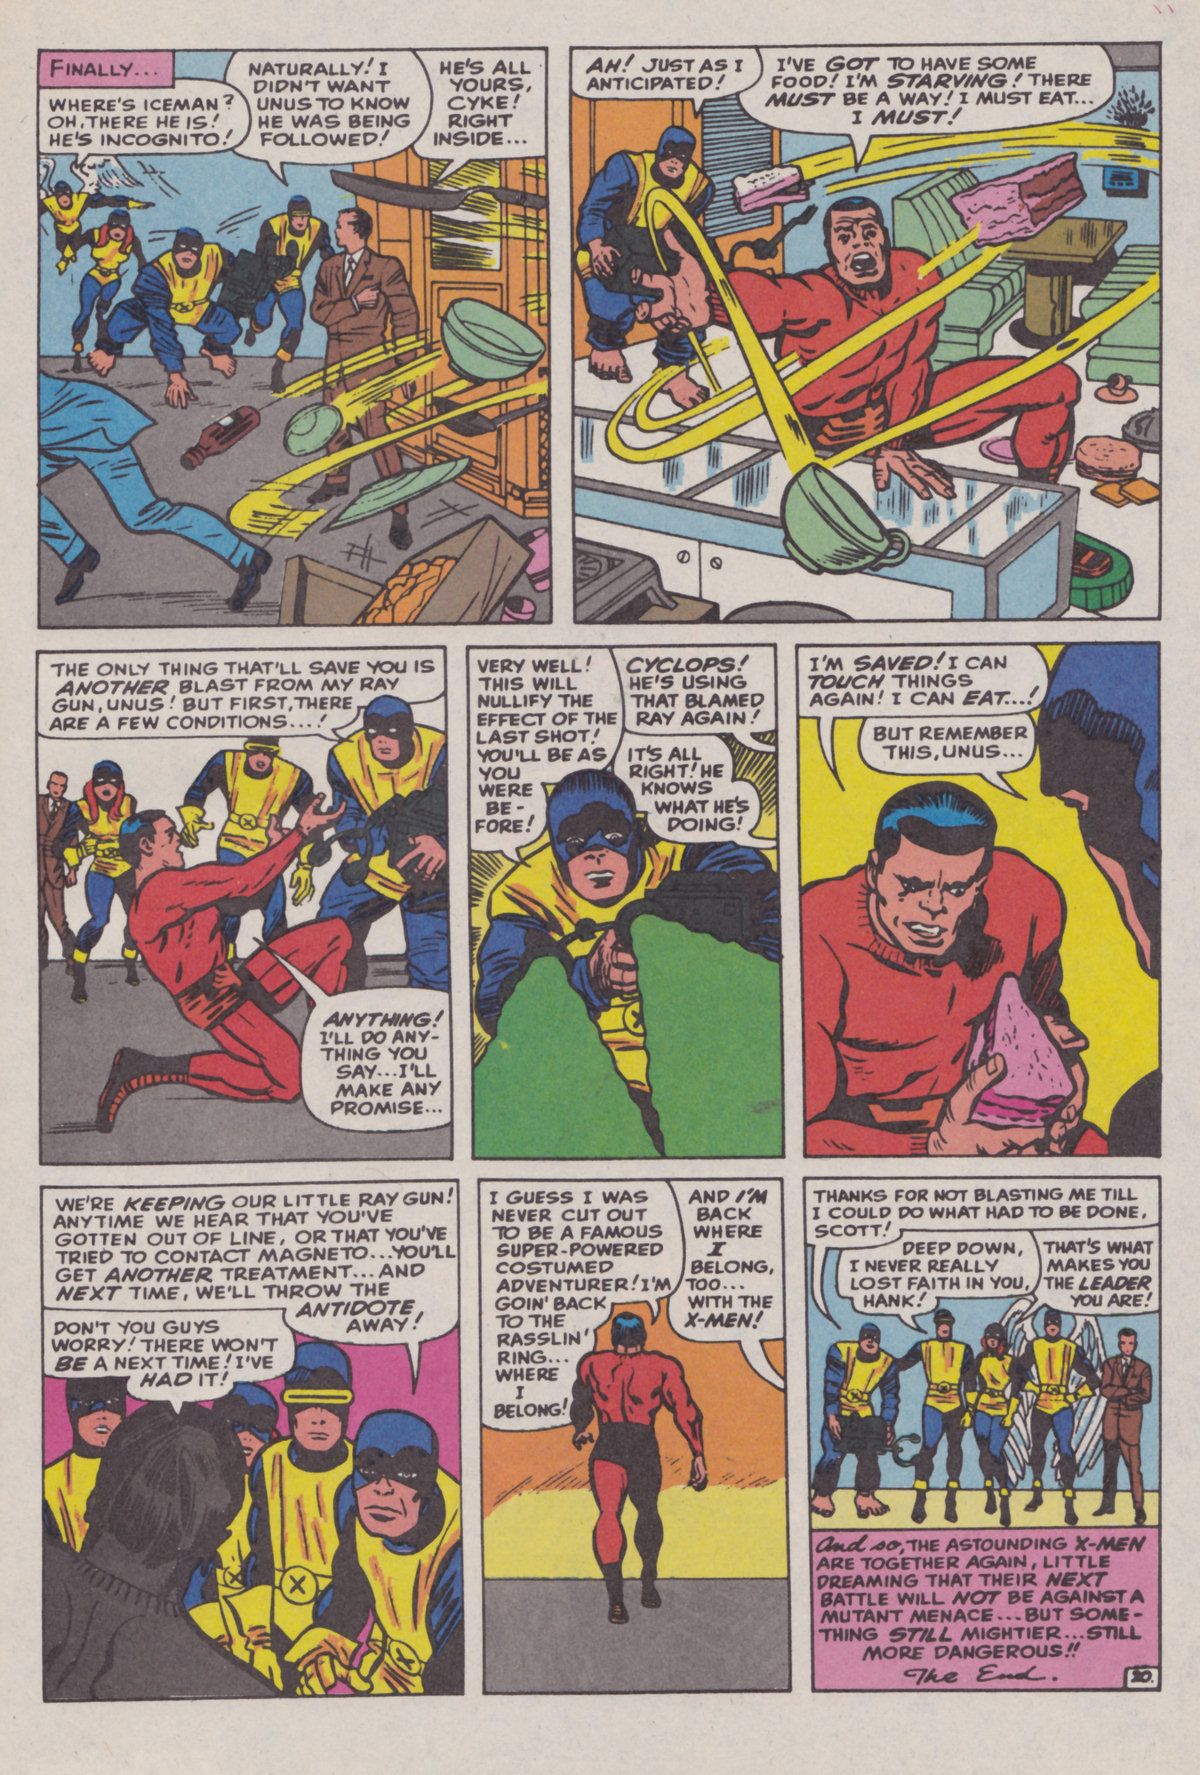 FINALLY...
WHERE'S ICEMAN?
OH, THERE HE IS!
HE'S INCOGNITO!
NATURALLY! I
DIDN'T WANT
UNUS TO KNOW
HE WAS BEING
FOLLOWED!
HE'S ALL
YOURS,
CYKE!
RIGHT
INSIDE...
AH! JUST AS I
ANTICIPATED!
I'VE GOT TO HAVE SOME
FOOD! I'M STARVING! THERE
MUST BE A WAY! I MUST EAT...
I MUST!
THE ONLY THING THAT'LL SAVE YOU IS
ANOTHER BLAST FROM MY RAY
GUN, UNUS! BUT FIRST, THERE
ARE A FEW CONDITIONS...!
ANYTHING!
I'LL DO ANY-
THING YOU
SAY...I'LL
MAKE ANY
PROMISE...
VERY WELL!
THIS WILL
NULLIFY THE
EFFECT OF THE
LAST SHOT!
YOU'LL BE AS
YOU
WERE
BE-
FORE!
CYCLOPS!
HE'S USING
THAT BLAMED
RAY AGAIN!
IT'S ALL
RIGHT! HE
KNOWS
WHAT HE'S
DOING!
I'M SAVED! I CAN
TOUCH THINGS
AGAIN! I CAN EAT...!
BUT REMEMBER
THIS, UNUS...
WE'RE KEEPING OUR LITTLE RAY GUN!
ANYTIME WE HEAR THAT YOU'VE
GOTTEN OUT OF LINE, OR THAT YOU'VE
TRIED TO CONTACT MAGNETO...YOU'LL
GET ANOTHER TREATMENT...AND
NEXT TIME, WE'LL THROW THE
ANTIDOTE
AWAY!
DON'T YOU GUYS
WORRY! THERE WON'T
BE A NEXT TIME! I'VE
HAD IT!
I GUESS I WAS
NEVER CUT OUT
TO BE A FAMOUS
SUPER-POWERED
COSTUMED
ADVENTURER! I'M
GOIN' BACK
TO THE
RASSLIN'
RING...
WHERE
I
BELONG!
AND I'M
BACK
WHERE
I
BELONG,
TOO...
WITH THE
X-MEN!
THANKS FOR NOT BLASTING ME TILL
I COULD DO WHAT HAD TO BE DONE,
SCOTT!
DEEP DOWN,
I NEVER REALLY
LOST FAITH IN YOU,
HANK!
THAT'S WHAT
MAKES YOU
THE LEADER
YOU ARE!
And so, THE ASTOUNDING X-MEN
ARE TOGETHER AGAIN, LITTLE
DREAMING THAT THEIR NEXT
BATTLE WILL NOT BE AGAINST A
MUTANT MENACE...BUT SOME-
THING STILL MIGHTIER...STILL
MORE DANGEROUS!!
The End.
20.